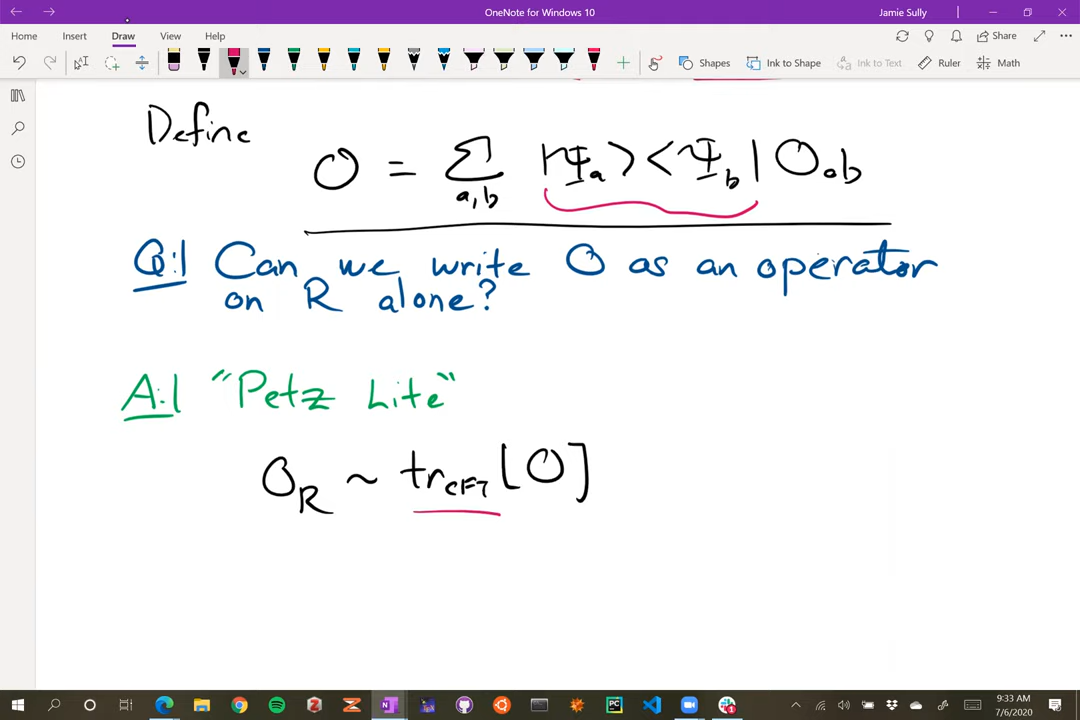 OneNote for Windows 10
Jamie Sully
Home Insert Draw View Help
Share
Shapes Ink to Shape Ink to Text Ruler Math
Define
O = Σ |Ψa> <Ψb| Oab
a,b
Q:| Can we write O as an operator
on R alone?
A:| "Petz Lite"
O_R ~ tr_CFT [O]
9:33 AM
7/6/2020